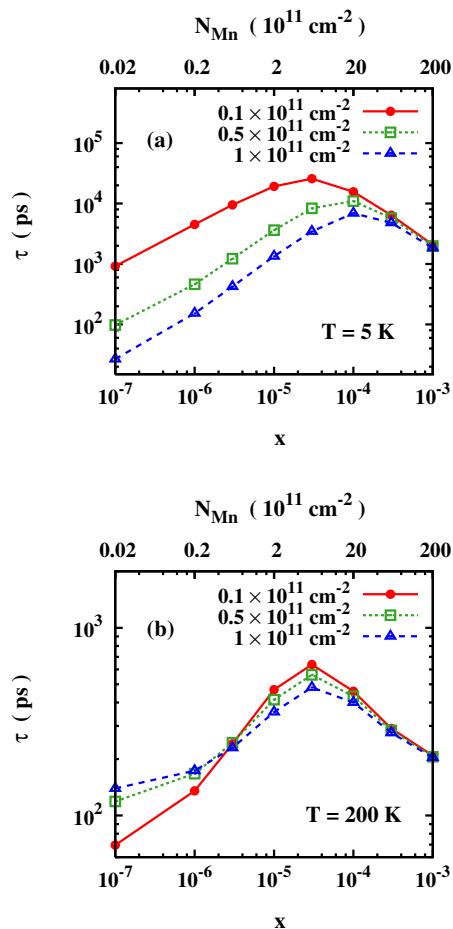 N_Mn ( 10^11 cm^-2)
0.02 0.2 2 20 200
0.1 × 10^11 cm^-2
0.5 × 10^11 cm^-2
1 × 10^11 cm^-2
(a)
10^5
10^4
10^3
10^2
τ ( ps)
T = 5 K
10^-7 10^-6 10^-5 10^-4 10^-3
x
N_Mn ( 10^11 cm^-2)
0.02 0.2 2 20 200
0.1 × 10^11 cm^-2
0.5 × 10^11 cm^-2
1 × 10^11 cm^-2
(b)
10^3
10^2
τ ( ps)
T = 200 K
10^-7 10^-6 10^-5 10^-4 10^-3
x